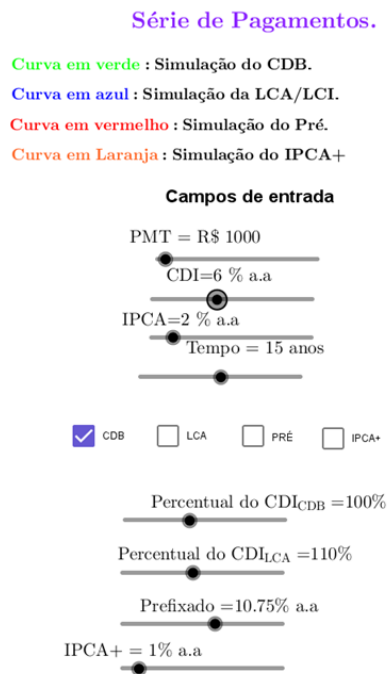 Série de Pagamentos.
Curva em verde : Simulação do CDB.
Curva em azul : Simulação da LCA/LCI.
Curva em vermelho : Simulação do Pré.
Curva em Laranja : Simulação do IPCA+
Campos de entrada
PMT = R$ 1000
CDI=6 % a.a
IPCA=2 % a.a
Tempo = 15 anos
CDB LCA PRÉ IPCA+
Percentual do CDI_CDB =100%
Percentual do CDI_LCA =110%
Prefixado =10.75% a.a
IPCA+ = 1% a.a